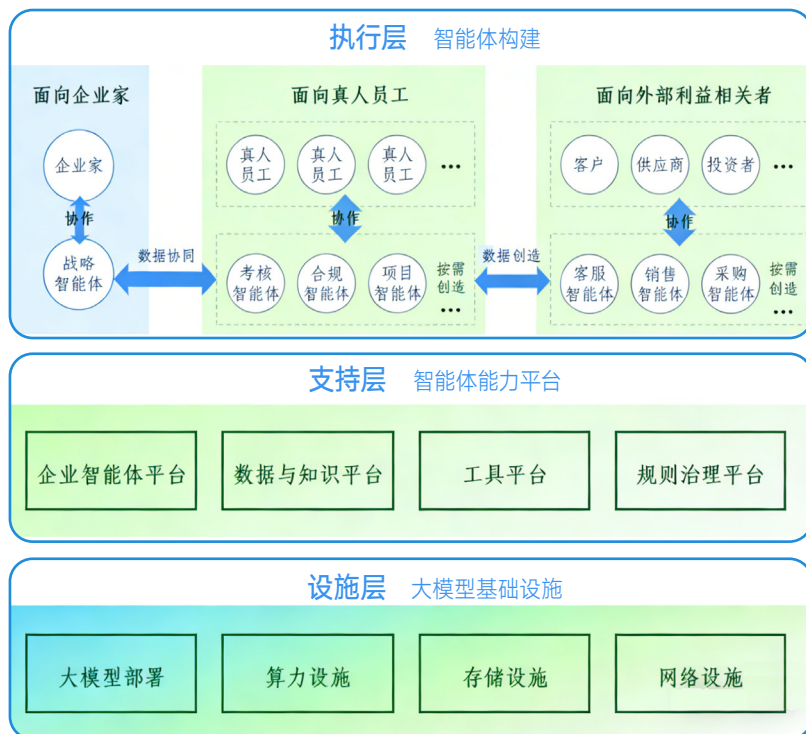 执行层 智能体构建
面向企业家
面向真人员工
面向外部利益相关者
企业家
协作
战略
智能体
数据协同
真人
员工
真人
员工
真人
员工
...
协作
考核
智能体
合规
智能体
项目
智能体
按需
创造
...
数据创造
客户
供应商
投资者
...
协作
客服
智能体
销售
智能体
采购
智能体
按需
创造
...
支持层 智能体能力平台
企业智能体平台
数据与知识平台
工具平台
规则治理平台
设施层 大模型基础设施
大模型部署
算力设施
存储设施
网络设施